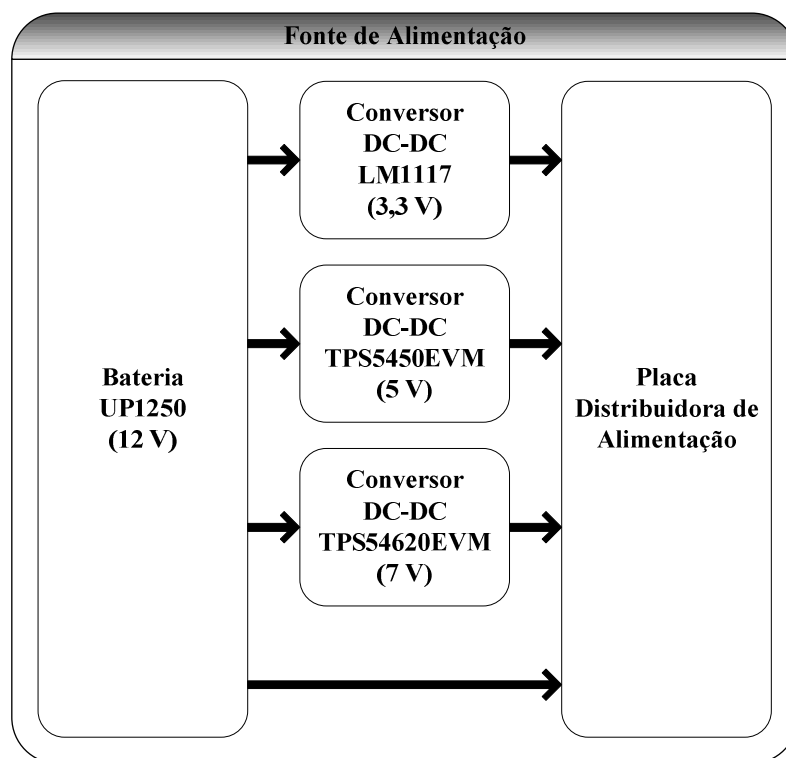 Fonte de Alimentação
Bateria
UP1250
(12 V)
Conversor
DC-DC
LM1117
(3,3 V)
Conversor
DC-DC
TPS5450EVM
(5 V)
Conversor
DC-DC
TPS54620EVM
(7 V)
Placa
Distribuidora de
Alimentação